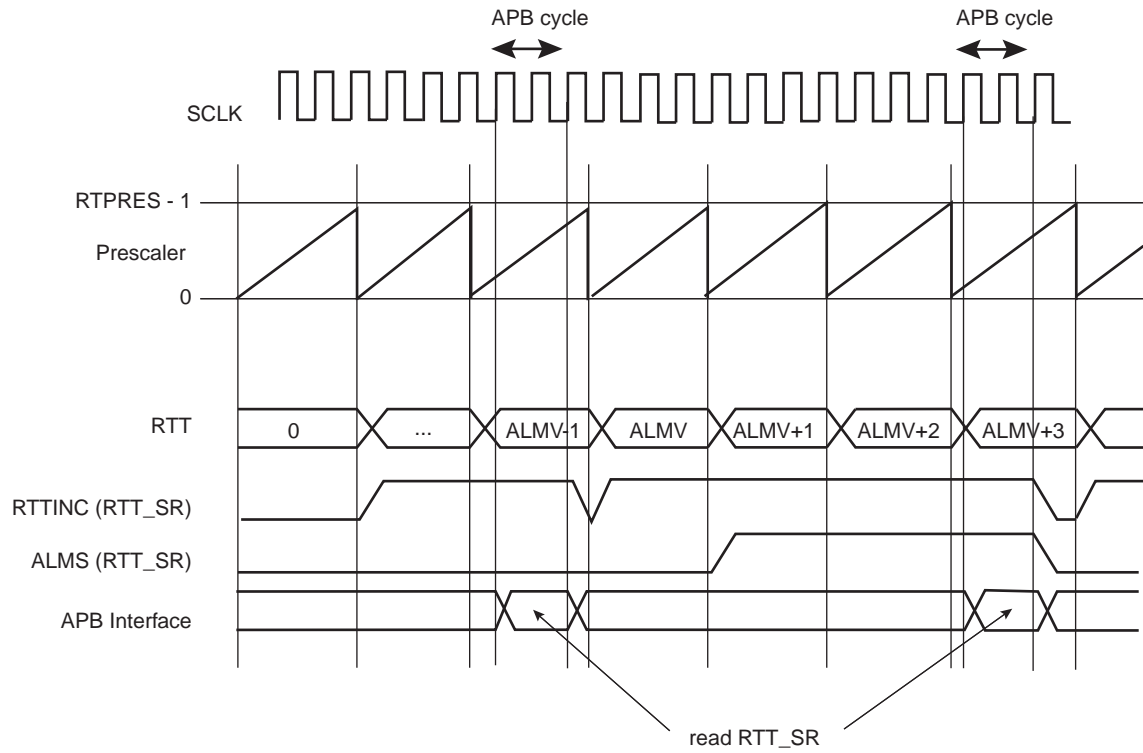 APB cycle APB cycle
SCLK
RTPRES - 1
Prescaler
0
RTT 0 ... ALMV-1 ALMV ALMV+1 ALMV+2 ALMV+3
RTTINC (RTT_SR)
ALMS (RTT_SR)
APB Interface
read RTT_SR